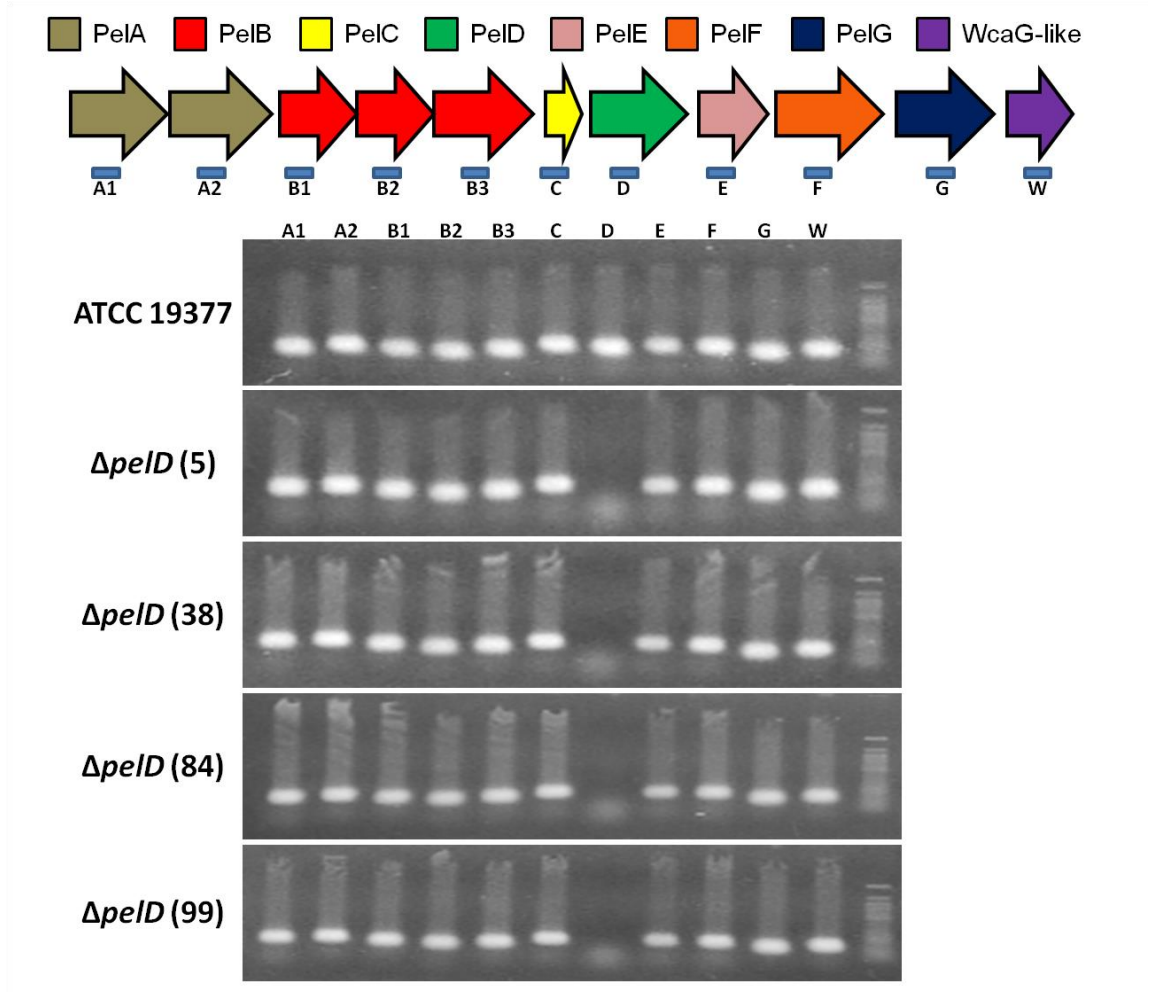 PelA PelB PelC PelD PelE PelF PelG WcaG-like
A1 A2 B1 B2 B3 C D E F G W
A1 A2 B1 B2 B3 C D E F G W
ATCC 19377
ΔpelD (5)
ΔpelD (38)
ΔpelD (84)
ΔpelD (99)